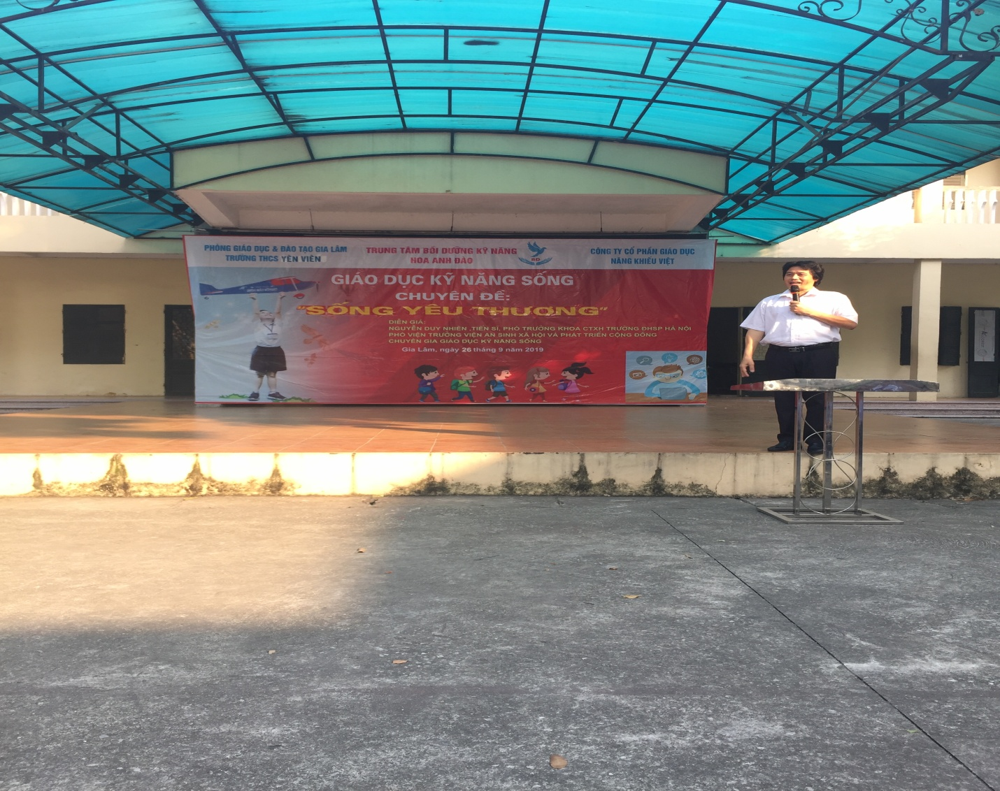 PHÒNG GIÁO DỤC & ĐÀO TẠO GIA LÂM
TRƯỜNG THCS YÊN VIÊN
TRUNG TÂM BỒI DƯỠNG KỸ NĂNG
HOA ANH ĐÀO
CÔNG TY CỔ PHẦN GIÁO DỤC
NĂNG KHIẾU VIỆT
GIÁO DỤC KỸ NĂNG SỐNG
CHUYÊN ĐỀ:
"SỐNG YÊU THƯƠNG"
DIỄN GIẢ:
NGUYỄN DUY NHIÊN .TIẾN SĨ, PHÓ TRƯỞNG KHOA CTXH TRƯỜNG ĐHSP HÀ NỘI
PHÓ VIỆN TRƯỞNG VIỆN AN SINH XÃ HỘI VÀ PHÁT TRIỂN CỘNG ĐỒNG
CHUYÊN GIA GIÁO DỤC KỸ NĂNG SỐNG
Gia Lâm, ngày 26 tháng 9 năm 2019